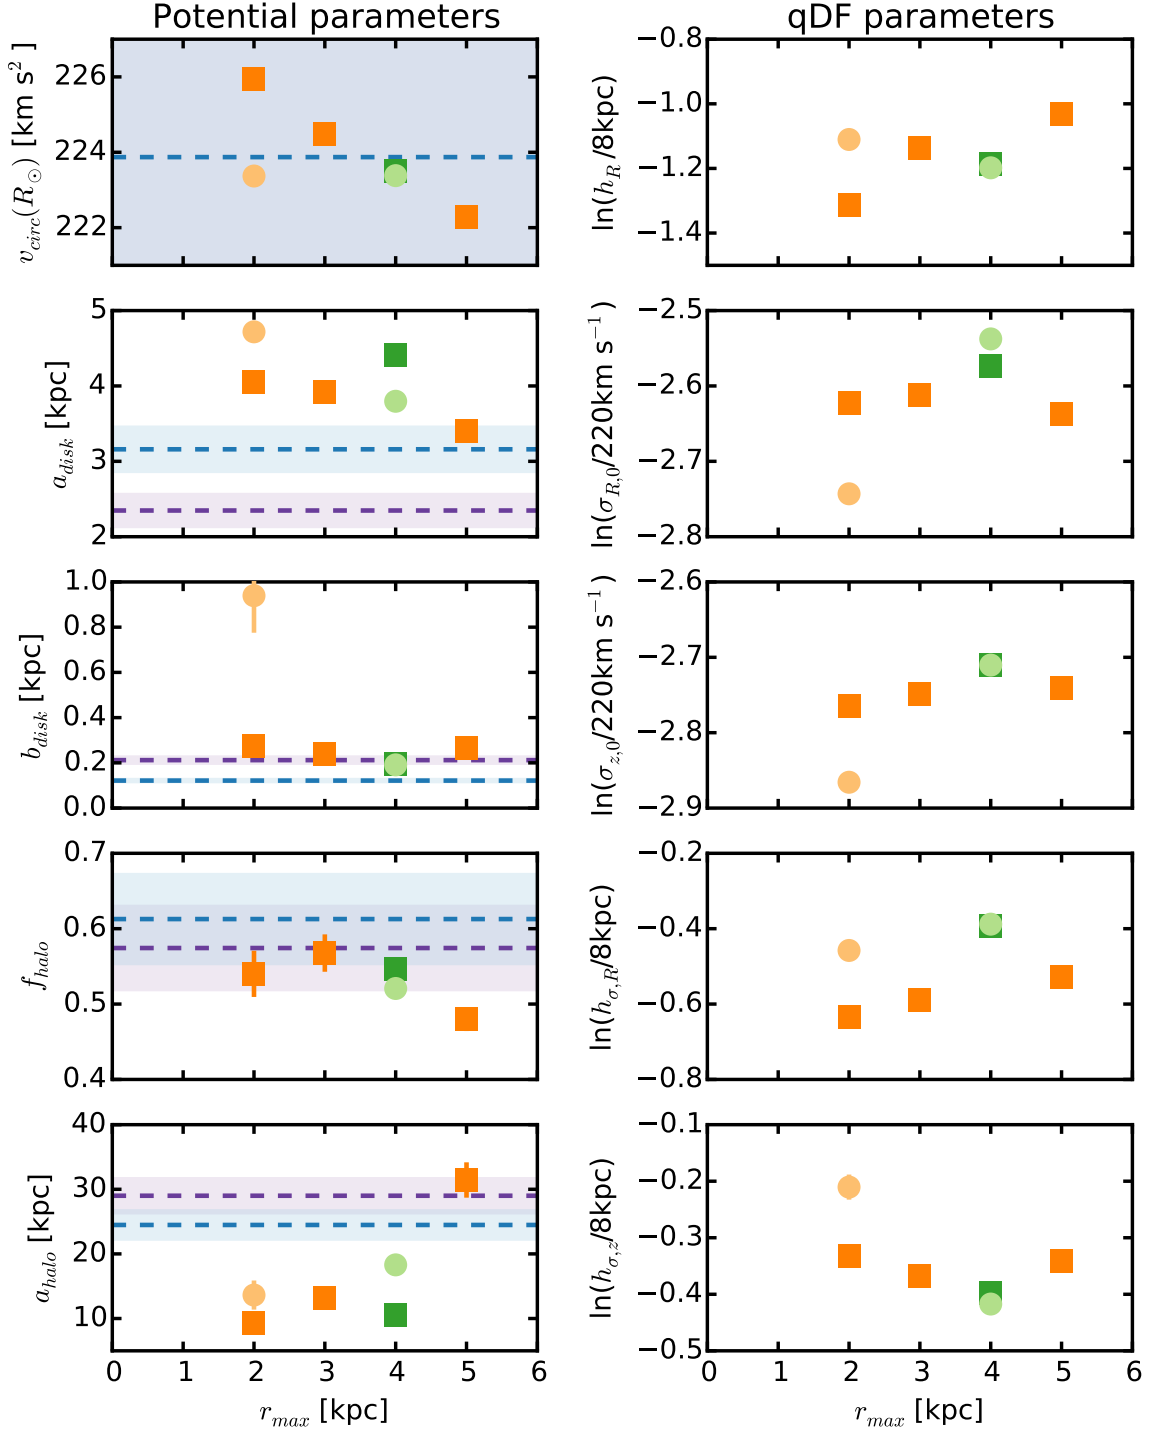 Potential parameters
qDF parameters
226
224
222
v_circ(R_⊙) [km s²]
−0.8
−1.0
−1.2
−1.4
ln(h_R/8kpc)
5
4
3
2
a_disk [kpc]
−2.5
−2.6
−2.7
−2.8
ln(σ_R,0/220km s⁻¹)
1.0
0.8
0.6
0.4
0.2
0.0
b_disk [kpc]
−2.6
−2.7
−2.8
−2.9
ln(σ_z,0/220km s⁻¹)
0.7
0.6
0.5
0.4
f_halo
−0.2
−0.4
−0.6
−0.8
ln(h_σ,R/8kpc)
40
30
20
10
a_halo [kpc]
−0.1
−0.2
−0.3
−0.4
−0.5
ln(h_σ,z/8kpc)
0 1 2 3 4 5 6
0 1 2 3 4 5 6
r_max [kpc]
r_max [kpc]